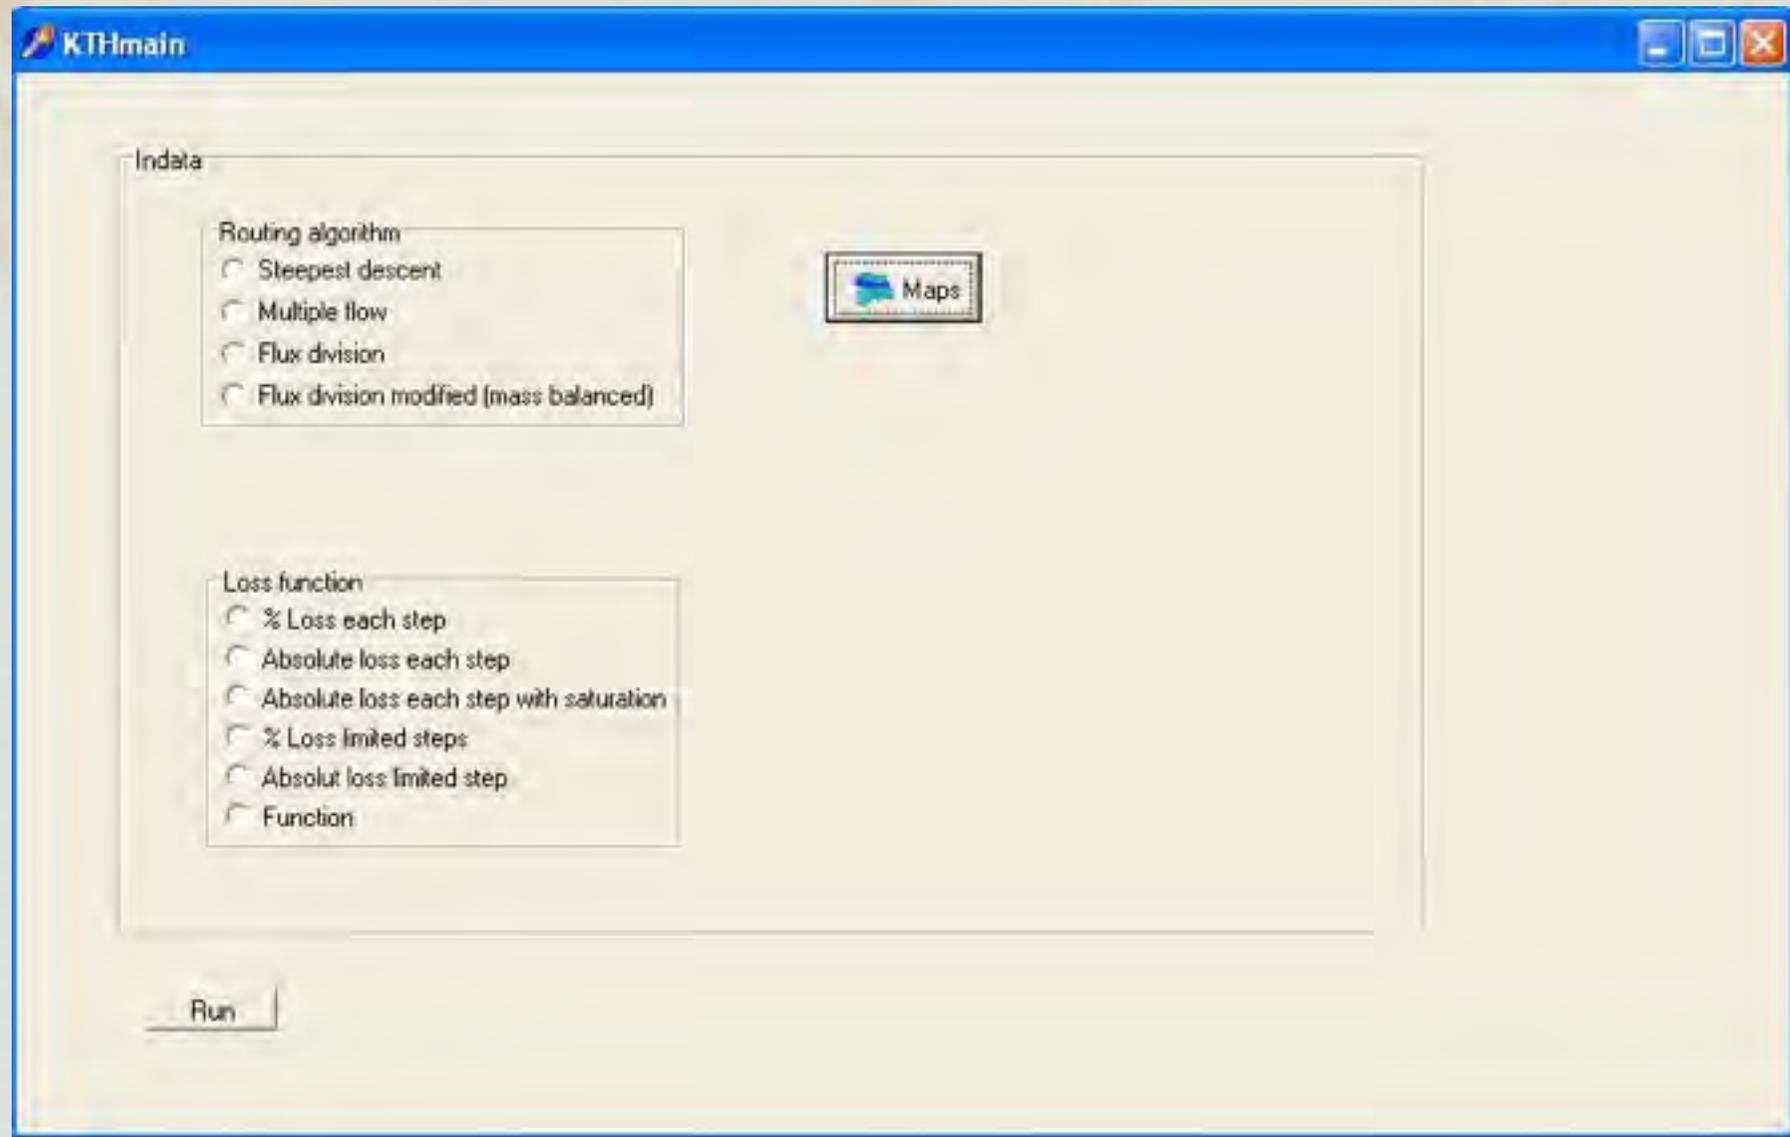 KTHmain
Indata
Routing algorithm
Steepest descent
Multiple flow
Flux division
Flux division modified (mass balanced)
Maps
Loss function
% Loss each step
Absolute loss each step
Absolute loss each step with saturation
% Loss limited steps
Absolut loss limited step
Function
Run